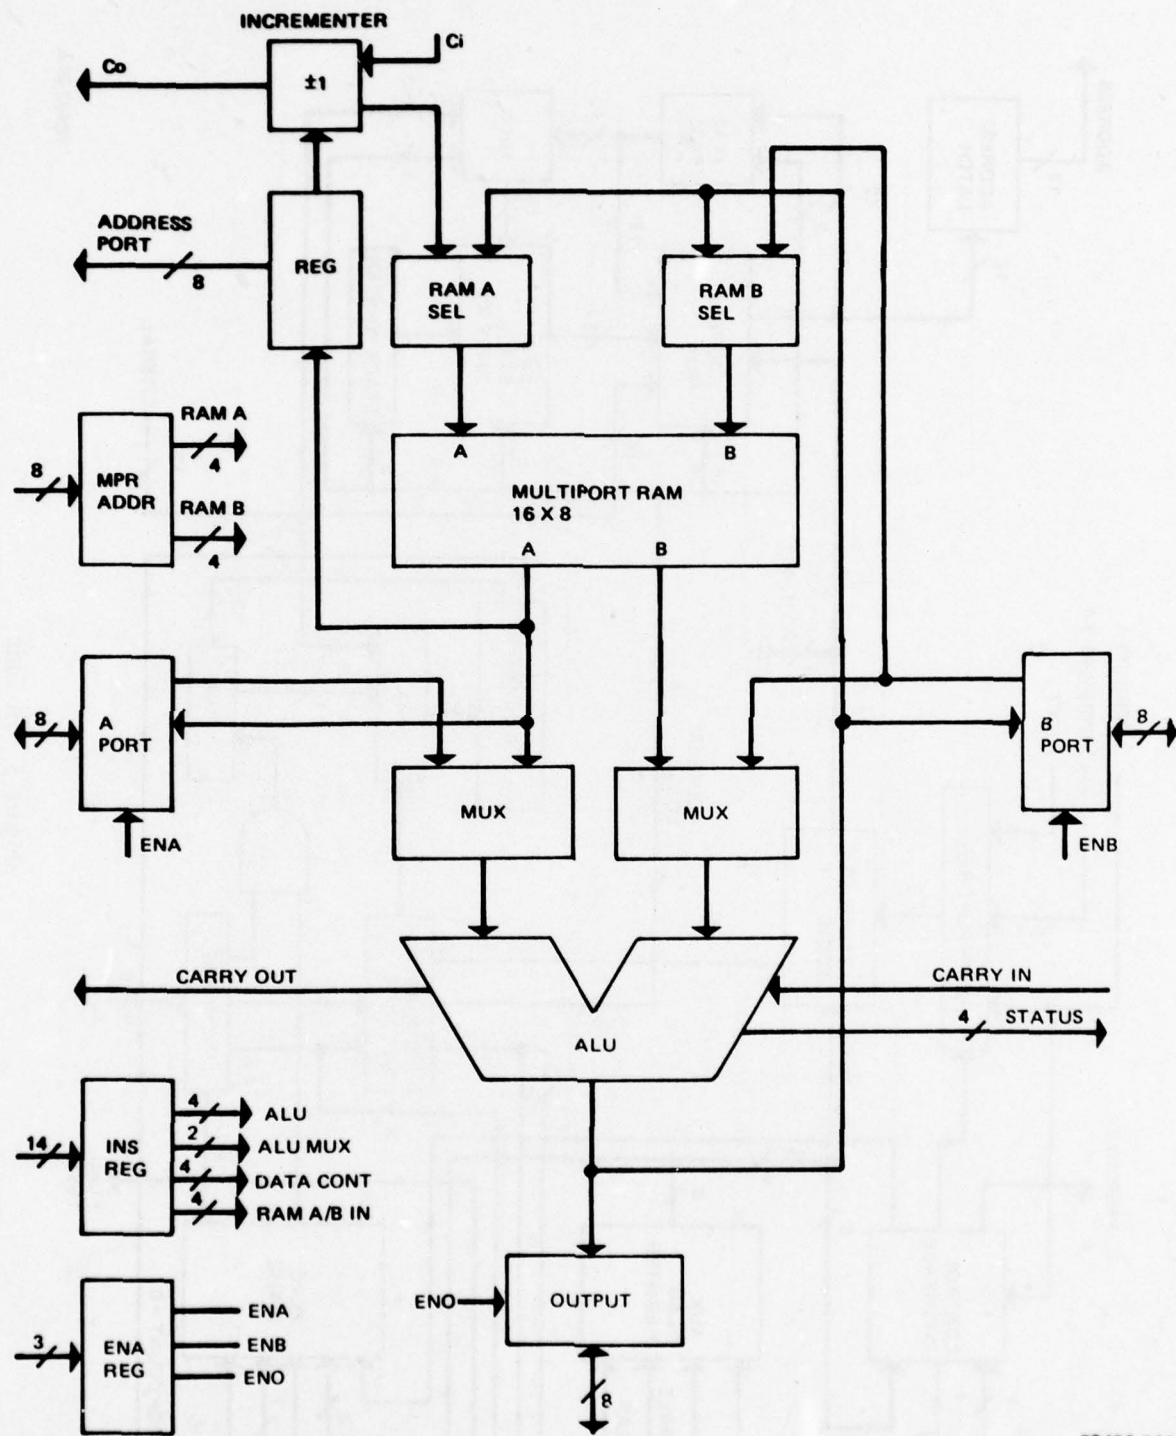 INCREMENTER
Ci
Co
±1
ADDRESS
PORT
8
REG
RAM A
SEL
RAM B
SEL
RAM A
8
4
MPR
ADDR
RAM B
4
A
B
MULTIPORT RAM
16 X 8
A
B
8
A
PORT
B
PORT
8
MUX
MUX
ENA
ENB
CARRY OUT
CARRY IN
4
STATUS
ALU
14
INS
REG
4
ALU
2
ALU MUX
4
DATA CONT
4
RAM A/B IN
ENO
OUTPUT
8
3
ENA
REG
ENA
ENB
ENO